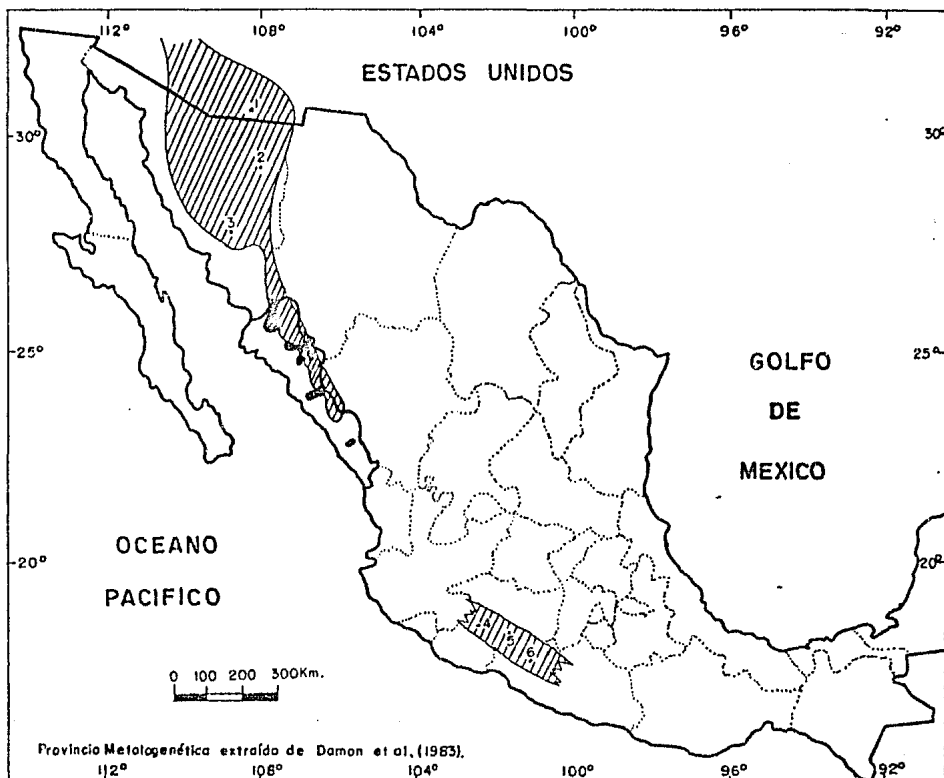 112° 108° 104° 100° 96° 92°
ESTADOS UNIDOS
30° 30°
1
2
3
25° 25°
GOLFO
DE
MEXICO
OCEANO
PACIFICO
20° 20°
4 5 6
0 100 200 300Km.
Provincia Metalogenética extraído de Damon et al, (1983).
112° 108° 104° 100° 96° 92°